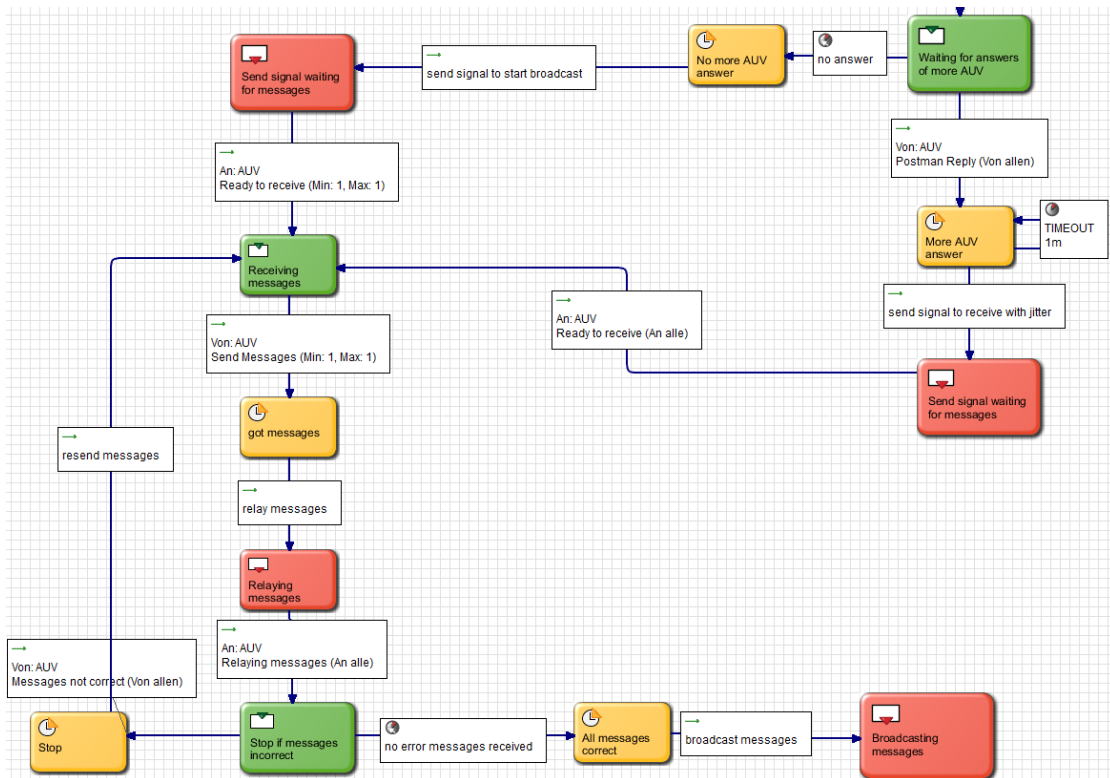 Send signal waiting
for messages
send signal to start broadcast
No more AUV
answer
no answer
Waiting for answers
of more AUV
An: AUV
Ready to receive (Min: 1, Max: 1)
Von: AUV
Postman Reply (Von allen)
More AUV
answer
TIMEOUT
1m
Receiving
messages
An: AUV
Ready to receive (An alle)
send signal to receive with jitter
Von: AUV
Send Messages (Min: 1, Max: 1)
Send signal waiting
for messages
got messages
resend messages
relay messages
Relaying
messages
An: AUV
Relaying messages (An alle)
Von: AUV
Messages not correct (Von allen)
Stop
Stop if messages
incorrect
no error messages received
All messages
correct
broadcast messages
Broadcasting
messages